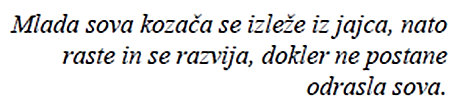 Mlada sova kozača se izleže iz jajca, nato
raste in se razvija, dokler ne postane
odrasla sova.